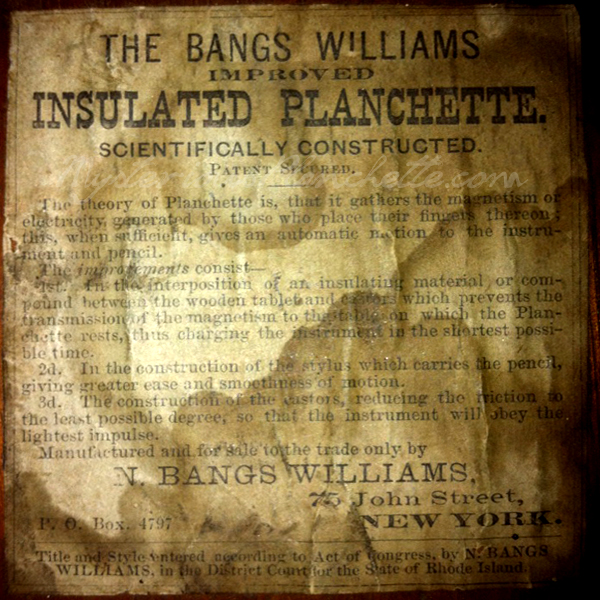 THE BANGS WILLIAMS
IMPROVED
INSULATED PLANCHETTE.
SCIENTIFICALLY CONSTRUCTED.
PATENT SECURED.
The theory of Planchette is, that it gathers the magnetism or
electricity generated by those who place their fingers thereon;
this, when sufficient, gives an automatic motion to the instru-
ment and pencil.
The improvements consist—
1st. In the interposition of an insulating material or com-
pound between the wooden tablet and castors which prevents the
transmission of the magnetism to the table on which the Plan-
chette rests, thus charging the instrument in the shortest possi-
ble time.
2d. In the construction of the stylus which carries the pencil,
giving greater ease and smoothness of motion.
3d. The construction of the castors, reducing the friction to
the least possible degree, so that the instrument will obey the
lightest impulse.
Manufactured and for sale to the trade only by
N. BANGS WILLIAMS,
75 John Street,
P. O. Box. 4797 NEW YORK.
Title and Style entered according to Act of Congress, by N. BANGS
WILLIAMS, in the District Court for the State of Rhode Island.